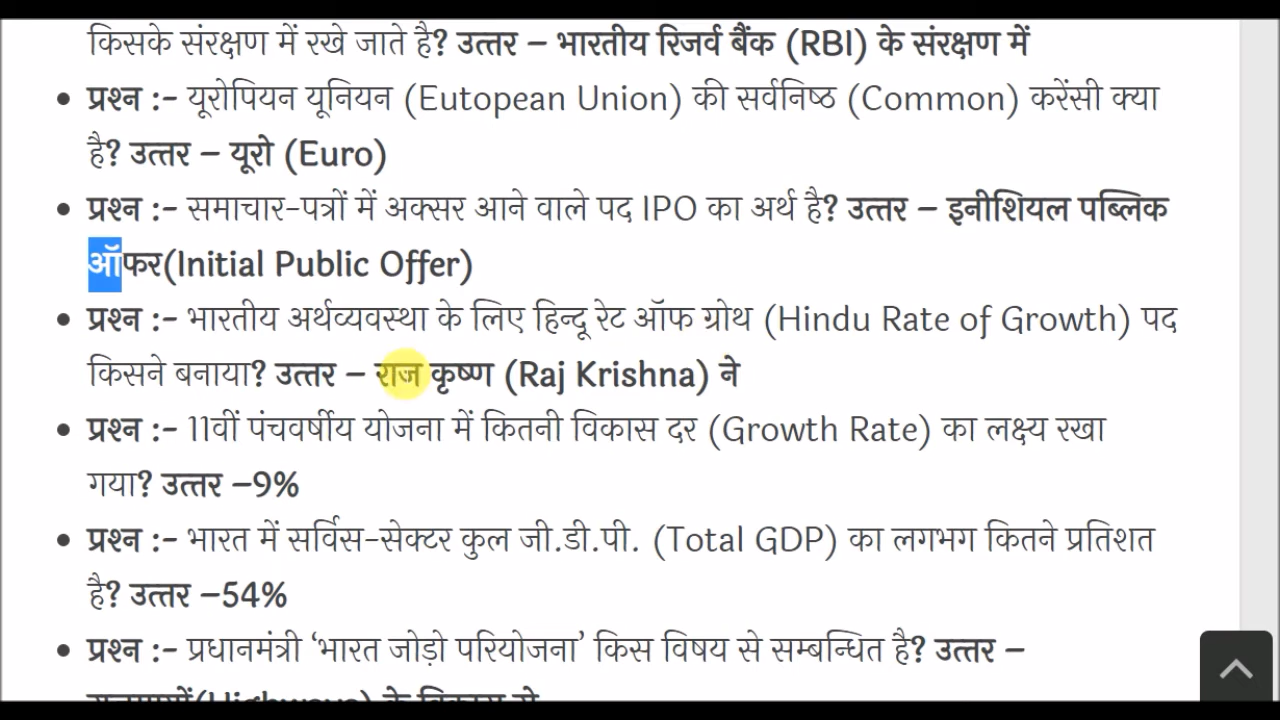 किसके संरक्षण में रखे जाते है? उत्तर – भारतीय रिजर्व बैंक (RBI) के संरक्षण में
• प्रश्न :- यूरोपियन यूनियन (Eutopean Union) की सर्वनिष्ठ (Common) करेंसी क्या
है? उत्तर – यूरो (Euro)
• प्रश्न :- समाचार-पत्रों में अक्सर आने वाले पद IPO का अर्थ है? उत्तर – इनीशियल पब्लिक
ऑफर(Initial Public Offer)
• प्रश्न :- भारतीय अर्थव्यवस्था के लिए हिन्दू रेट ऑफ ग्रोथ (Hindu Rate of Growth) पद
किसने बनाया? उत्तर – राज कृष्ण (Raj Krishna) ने
• प्रश्न :- 11वीं पंचवर्षीय योजना में कितनी विकास दर (Growth Rate) का लक्ष्य रखा
गया? उत्तर –9%
• प्रश्न :- भारत में सर्विस-सेक्टर कुल जी.डी.पी. (Total GDP) का लगभग कितने प्रतिशत
है? उत्तर –54%
• प्रश्न :- प्रधानमंत्री ‘भारत जोड़ो परियोजना’ किस विषय से सम्बन्धित है? उत्तर –
(Highways) के विकास से